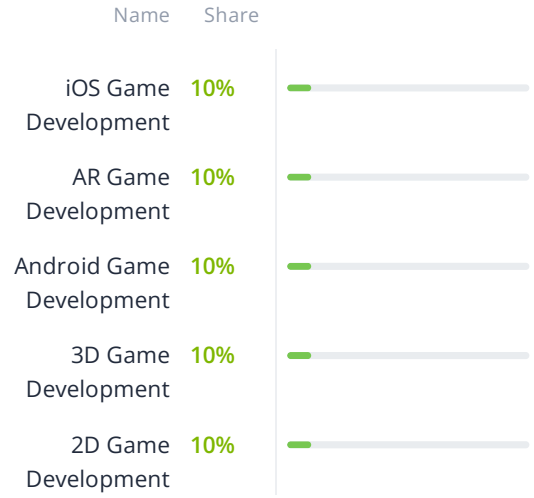 Name Share
iOS Game 10%
Development
AR Game 10%
Development
Android Game 10%
Development
3D Game 10%
Development
2D Game 10%
Development